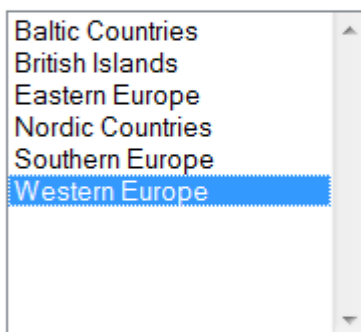 Baltic Countries
British Islands
Eastern Europe
Nordic Countries
Southern Europe
Western Europe